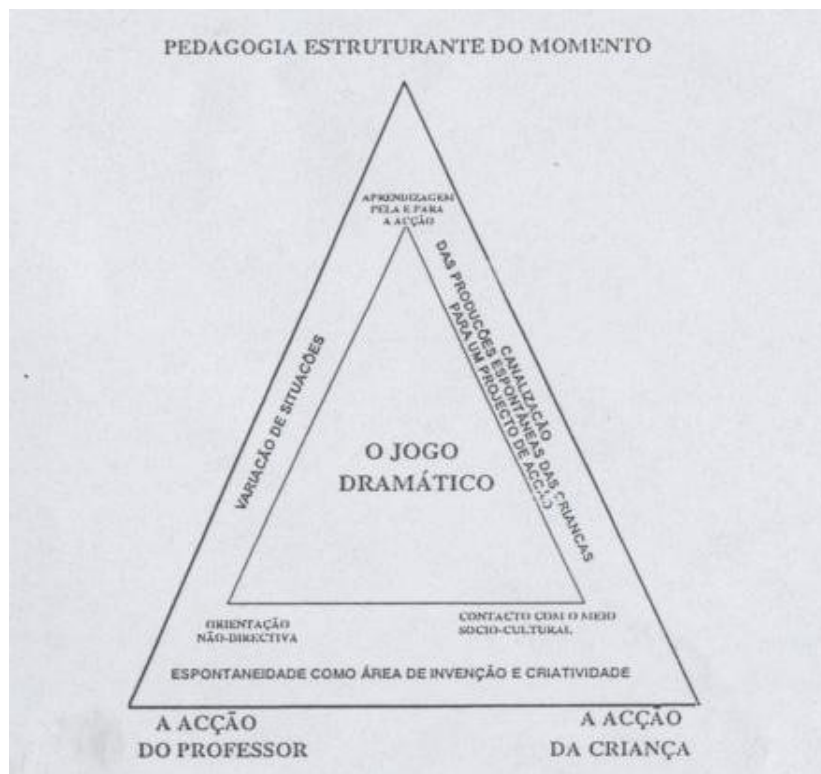 PEDAGOGIA ESTRUTURANTE DO MOMENTO
APRENDIZAGEM
PELA E PARA
A ACÇÃO
VARIAÇÃO DE SITUAÇÕES
CANALIZAÇÃO
DAS PRODUÇÕES ESPONTÂNEAS DAS CRIANÇAS
PARA UM PROJECTO DE ACÇÃO
O JOGO
DRAMÁTICO
ORIENTAÇÃO
NÃO-DIRECTIVA
CONTACTO COM O MEIO
SOCIO-CULTURAL
ESPONTANEIDADE COMO ÁREA DE INVENÇÃO E CRIATIVIDADE
A ACÇÃO
DO PROFESSOR
A ACÇÃO
DA CRIANÇA